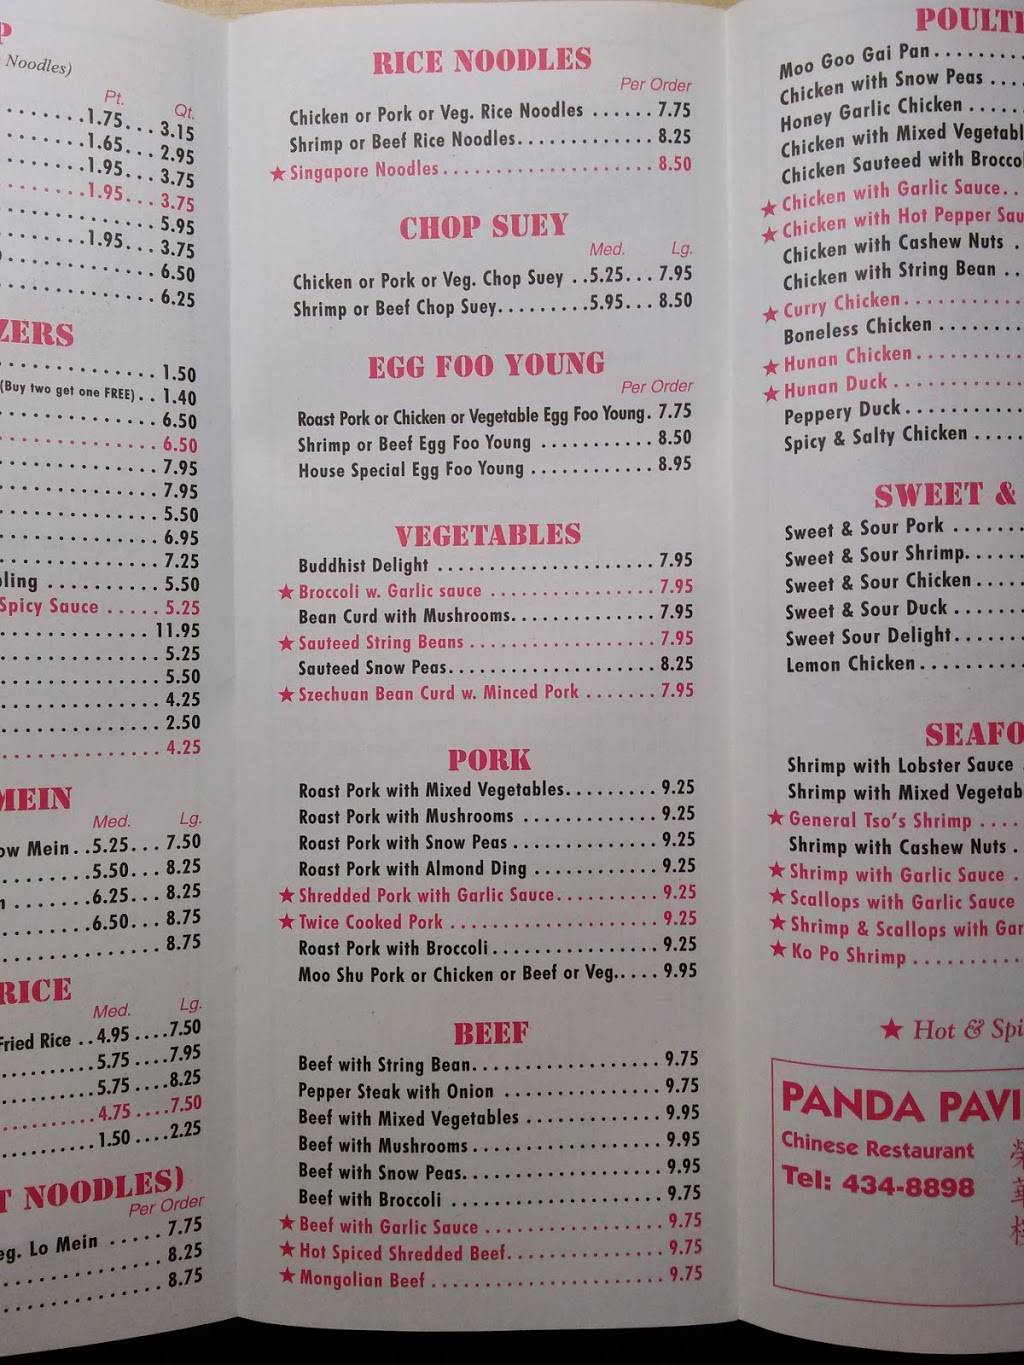 P
Noodles)
Pt. Qt.
. . . . . . . .1.75. . . 3.15
. . . . . . . .1.65. . . 2.95
. . . . . . . .1.95. . . 3.75
. . . . . . . .1.95. . . 3.75
. . . . . . . . . . . . . . 5.95
. . . . . . . .1.95. . . 3.75
. . . . . . . . . . . . . . 6.50
. . . . . . . . . . . . . . 6.25
ZERS
. . . . . . . . . . . . . . 1.50
(Buy two get one FREE) . . 1.40
. . . . . . . . . . . . . . 6.50
. . . . . . . . . . . . . . 6.50
. . . . . . . . . . . . . . 7.95
. . . . . . . . . . . . . . 7.95
. . . . . . . . . . . . . . 5.50
. . . . . . . . . . . . . . 6.95
. . . . . . . . . . . . . . 7.25
ling . . . . . . . . . . 5.50
Spicy Sauce . . . . . 5.25
. . . . . . . . . . . . . . 11.95
. . . . . . . . . . . . . . 5.25
. . . . . . . . . . . . . . 5.50
. . . . . . . . . . . . . . 4.25
. . . . . . . . . . . . . . 2.50
. . . . . . . . . . . . . . 4.25
MEIN
Med. Lg.
ow Mein. .5.25. . . 7.50
. . . . . . . .5.50. . . 8.25
. . . . . . . .6.25. . . 8.25
. . . . . . . .6.50. . . 8.75
. . . . . . . . . . . . . . 8.75
RICE
Med. Lg.
Fried Rice . .4.95 . . . .7.50
. . . . . . . . .5.75 . . . .7.95
. . . . . . . . .5.75 . . . .8.25
. . . . . . . . .4.75 . . . .7.50
. . . . . . . . .1.50 . . . .2.25
T NOODLES)
Per Order
eg. Lo Mein . . . . . 7.75
. . . . . . . . . . . . . . 8.25
. . . . . . . . . . . . . . 8.75
RICE NOODLES
Per Order
Chicken or Pork or Veg. Rice Noodles . . . . . . 7.75
Shrimp or Beef Rice Noodles. . . . . . . . . . . . . 8.25
★ Singapore Noodles . . . . . . . . . . . . . . . . . . . . 8.50
CHOP SUEY
Med. Lg.
Chicken or Pork or Veg. Chop Suey . .5.25. . . 7.95
Shrimp or Beef Chop Suey. . . . . . . . .5.95. . . 8.50
EGG FOO YOUNG
Per Order
Roast Pork or Chicken or Vegetable Egg Foo Young. 7.75
Shrimp or Beef Egg Foo Young . . . . . . . . . . . 8.50
House Special Egg Foo Young . . . . . . . . . . . . 8.95
VEGETABLES
Buddhist Delight . . . . . . . . . . . . . . . . . . . . . 7.95
★ Broccoli w. Garlic sauce . . . . . . . . . . . . . . . . 7.95
Bean Curd with Mushrooms. . . . . . . . . . . . . . 7.95
★ Sauteed String Beans . . . . . . . . . . . . . . . . . . 7.95
Sauteed Snow Peas. . . . . . . . . . . . . . . . . . . . 8.25
★ Szechuan Bean Curd w. Minced Pork . . . . . . . 7.95
PORK
Roast Pork with Mixed Vegetables. . . . . . . . . 9.25
Roast Pork with Mushrooms . . . . . . . . . . . . . 9.25
Roast Pork with Snow Peas . . . . . . . . . . . . . . 9.25
Roast Pork with Almond Ding . . . . . . . . . . . . 9.25
★ Shredded Pork with Garlic Sauce. . . . . . . . . . 9.25
★ Twice Cooked Pork . . . . . . . . . . . . . . . . . . . . 9.25
Roast Pork with Broccoli . . . . . . . . . . . . . . . . 9.25
Moo Shu Pork or Chicken or Beef or Veg.. . . . 9.95
BEEF
Beef with String Bean. . . . . . . . . . . . . . . . . . 9.75
Pepper Steak with Onion . . . . . . . . . . . . . . . 9.75
Beef with Mixed Vegetables . . . . . . . . . . . . . 9.95
Beef with Mushrooms . . . . . . . . . . . . . . . . . . 9.95
Beef with Snow Peas. . . . . . . . . . . . . . . . . . . 9.95
Beef with Broccoli . . . . . . . . . . . . . . . . . . . . 9.75
★ Beef with Garlic Sauce . . . . . . . . . . . . . . . . . 9.75
★ Hot Spiced Shredded Beef. . . . . . . . . . . . . . . 9.75
★ Mongolian Beef . . . . . . . . . . . . . . . . . . . . . . 9.75
POULT
Moo Goo Gai Pan . . . . . . . .
Chicken with Snow Peas . . . .
Honey Garlic Chicken . . . . . .
Chicken with Mixed Vegetabl
Chicken Sauteed with Brocco
★ Chicken with Garlic Sauce. .
★ Chicken with Hot Pepper Sau
Chicken with Cashew Nuts .
Chicken with String Bean . .
★ Curry Chicken . . . . . . . . . .
Boneless Chicken . . . . . . . .
★ Hunan Chicken . . . . . . . . .
★ Hunan Duck . . . . . . . . . . .
Peppery Duck . . . . . . . . . .
Spicy & Salty Chicken . . . . .
SWEET &
Sweet & Sour Pork . . . . . . .
Sweet & Sour Shrimp. . . . . .
Sweet & Sour Chicken . . . . .
Sweet & Sour Duck . . . . . . .
Sweet Sour Delight. . . . . . .
Lemon Chicken . . . . . . . . . .
SEAFO
Shrimp with Lobster Sauce .
Shrimp with Mixed Vegetab
★ General Tso's Shrimp . . . .
Shrimp with Cashew Nuts .
★ Shrimp with Garlic Sauce .
★ Scallops with Garlic Sauce
★ Shrimp & Scallops with Gar
★ Ko Po Shrimp . . . . . . . . . .
★ Hot & Spi
PANDA PAVI
Chinese Restaurant
Tel: 434-8898